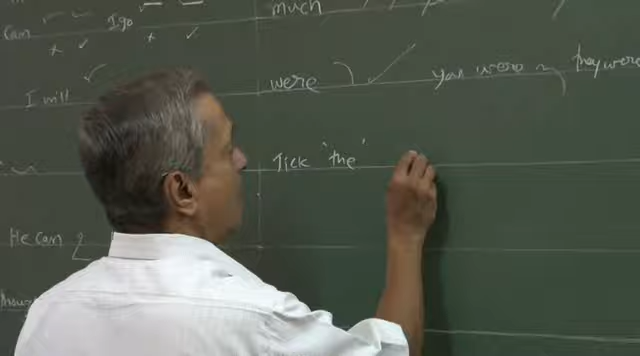 can I go much
I will were you were they were
Tick 'the'
He can